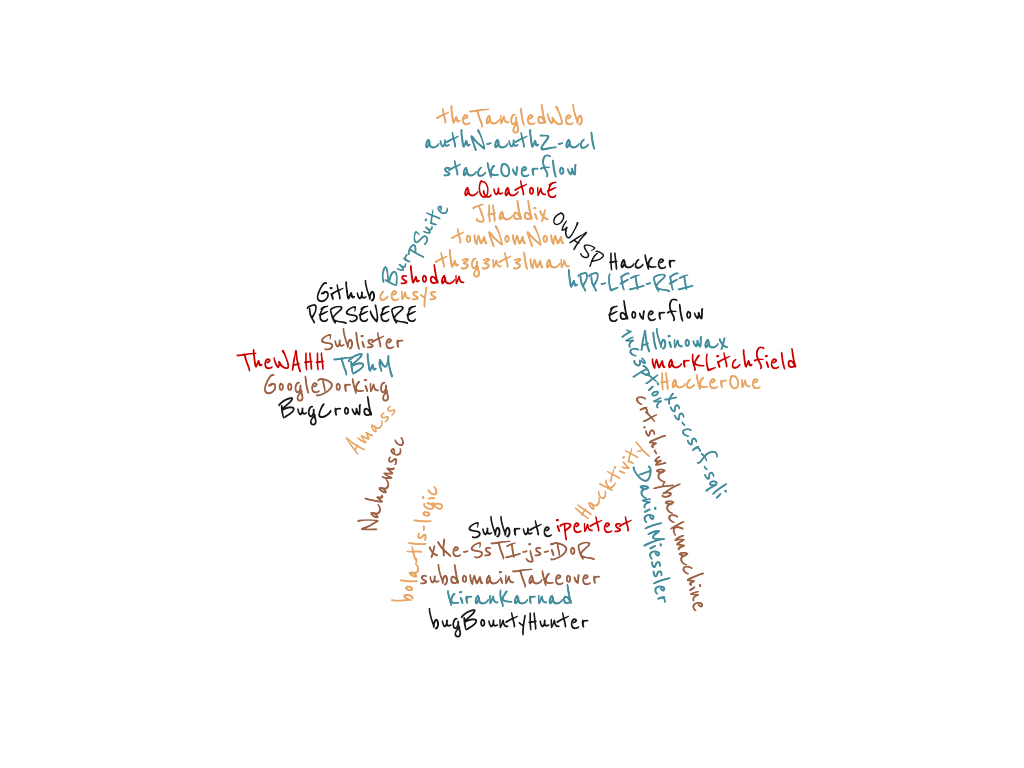 theTangledWeb
authN-authZ-acl
stackOverflow
aQuatonE
JHaddix
BurpSuite
OWASP
tomNomNom
th3g3nt3lman
Hacker
shodan
hPP-LFI-RFI
Github
censys
PERSEVERE
Edoverflow
Sublister
Albinowax
1nc3ption
TheWAHH
TBhM
marKLitchfield
GoogleDorking
HackerOne
BugCrowd
xss-csrf-sqli
crt.sh-waybackmachine
Amass
Nahamsec
Hacktivity
DanielMiessler
bola-tls-logic
Subbrute
ipentest
xXe-SsTI-js-iDoR
subdomainTakeover
kiranKarnad
bugBountyHunter